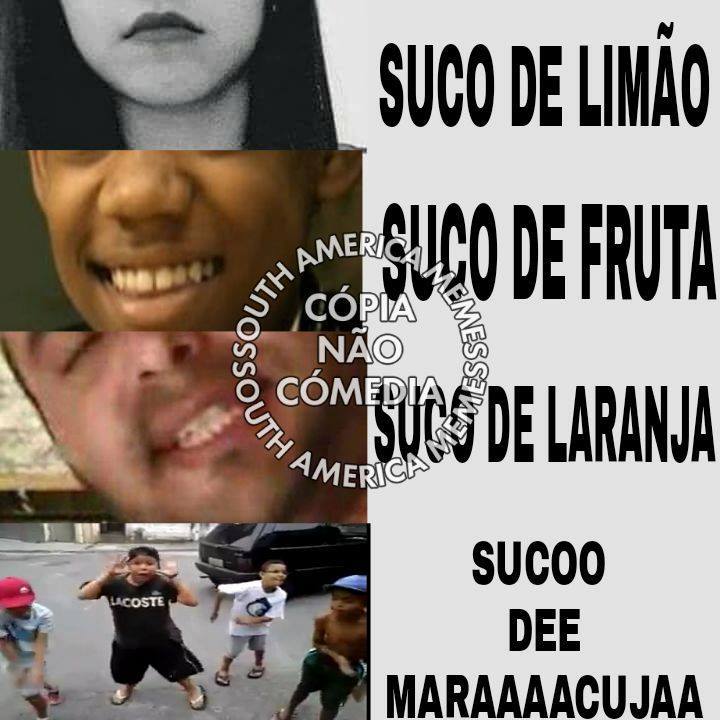 SUCO DE LIMÃO
SUCO DE FRUTA
SOUTH AMERICA MEMES
CÓPIA
NÃO
CÓMEDIA
SOUTH AMERICA MEMES
SUCO DE LARANJA
LACOSTE
SUCOO
DEE
MARAAAACUJAA